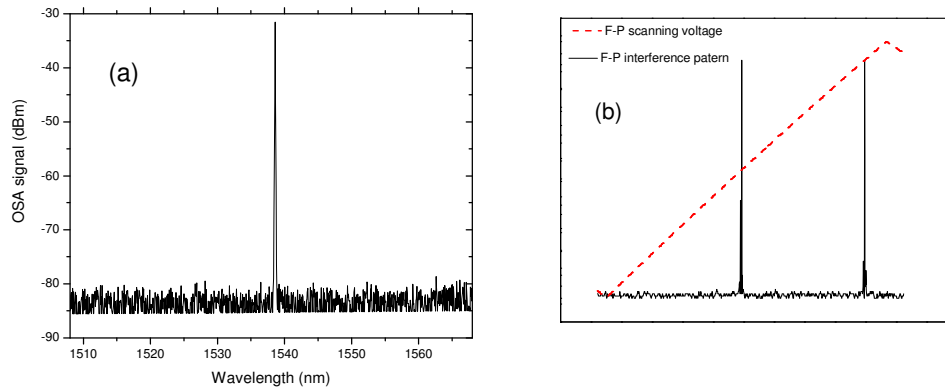 -30
(a)
-40
-50
-60
-70
-80
-90
OSA signal (dBm)
1510 1520 1530 1540 1550 1560
Wavelength (nm)
F-P scanning voltage
F-P interference patern
(b)